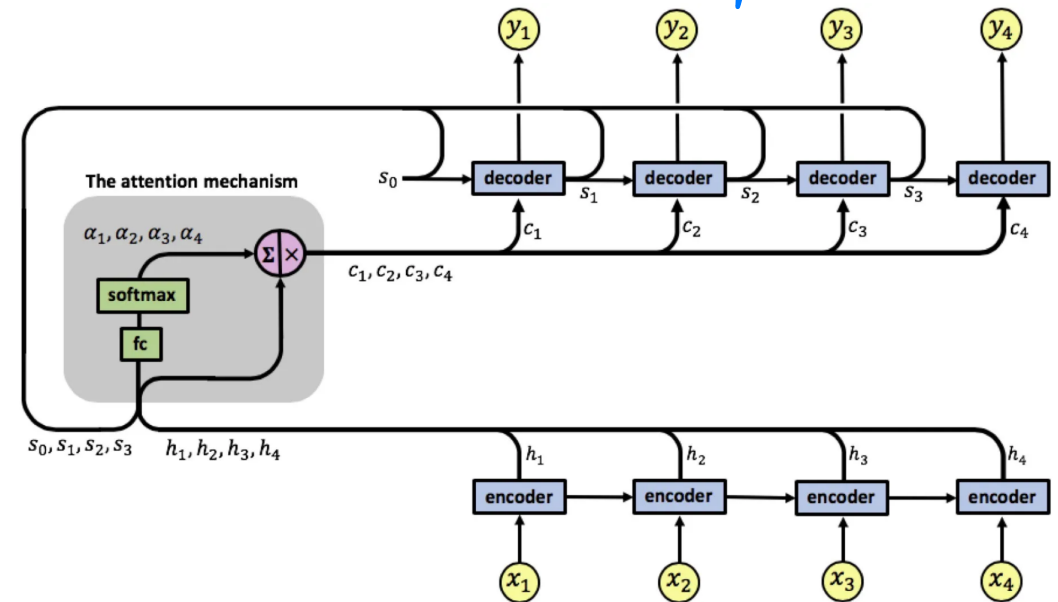 y₁ y₂ y₃ y₄
The attention mechanism
s₀ decoder s₁ decoder s₂ decoder s₃ decoder
α₁, α₂, α₃, α₄
c₁ c₂ c₃ c₄
Σ ×
c₁, c₂, c₃, c₄
softmax
fc
s₀, s₁, s₂, s₃ h₁, h₂, h₃, h₄
h₁ h₂ h₃ h₄
encoder encoder encoder encoder
x₁ x₂ x₃ x₄